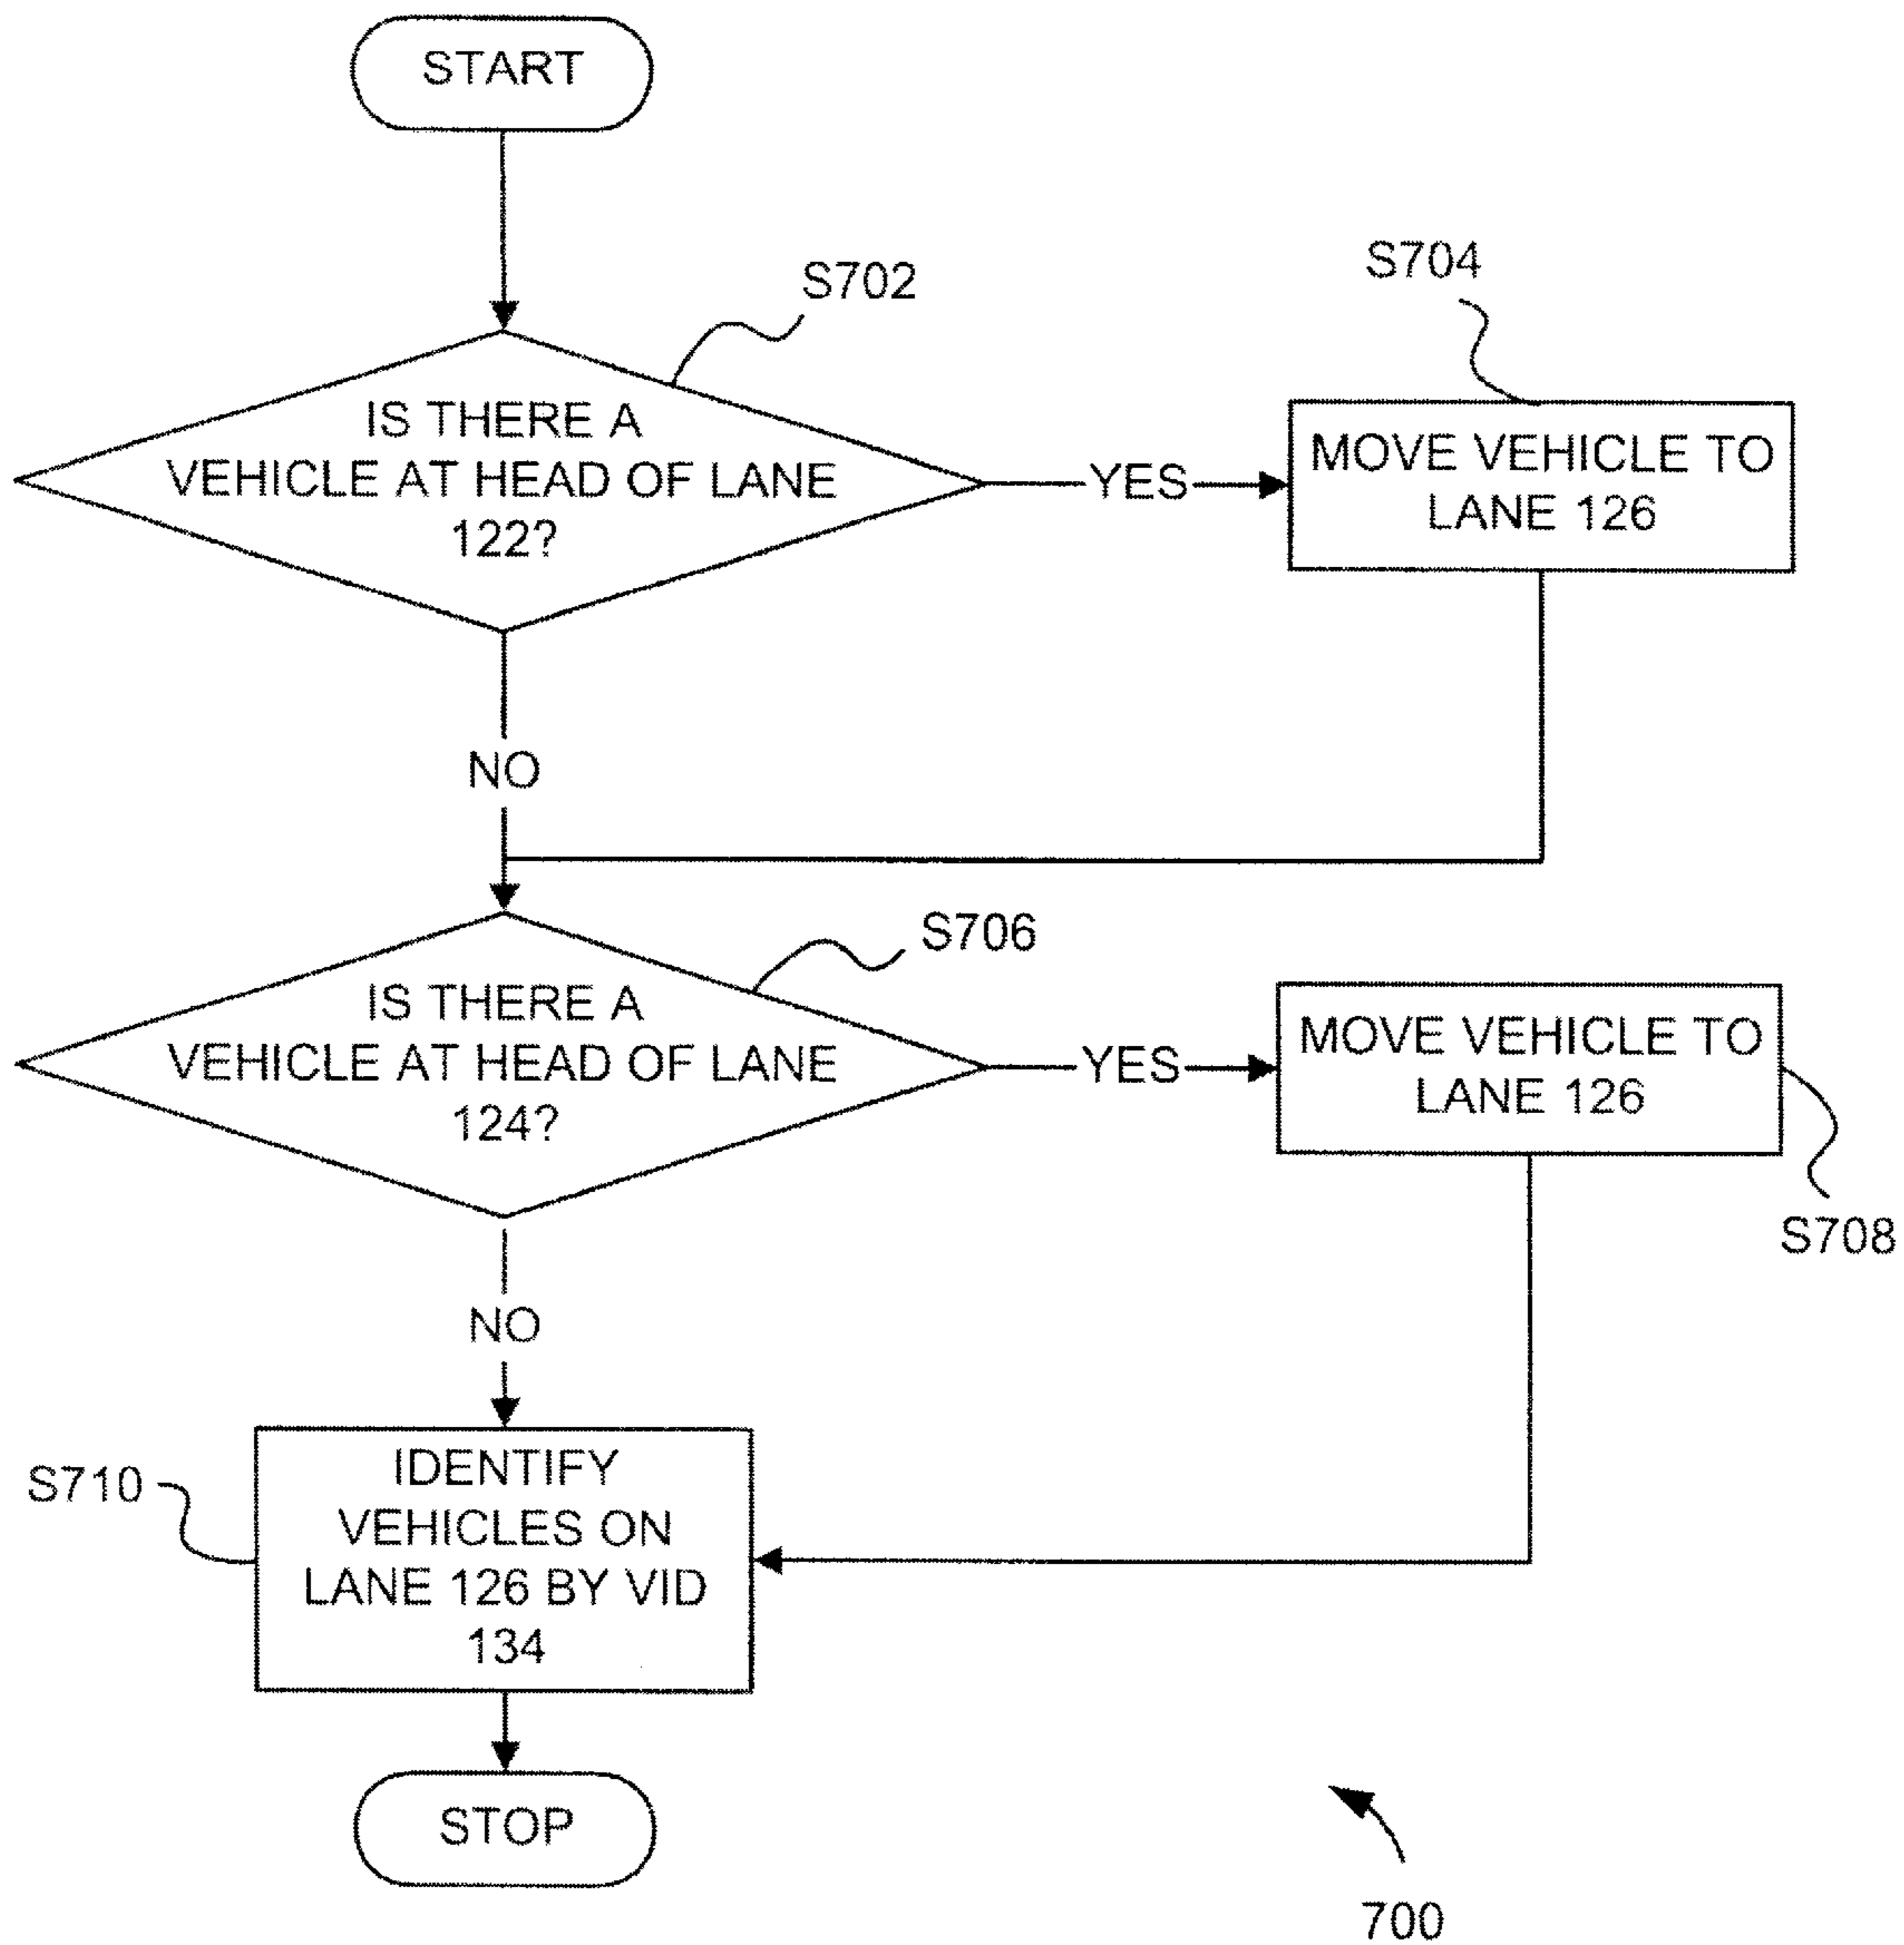 START
S702
S704
IS THERE A
VEHICLE AT HEAD OF LANE
122?
YES
MOVE VEHICLE TO
LANE 126
NO
S706
IS THERE A
VEHICLE AT HEAD OF LANE
124?
YES
MOVE VEHICLE TO
LANE 126
S708
NO
S710
IDENTIFY
VEHICLES ON
LANE 126 BY VID
134
STOP
700